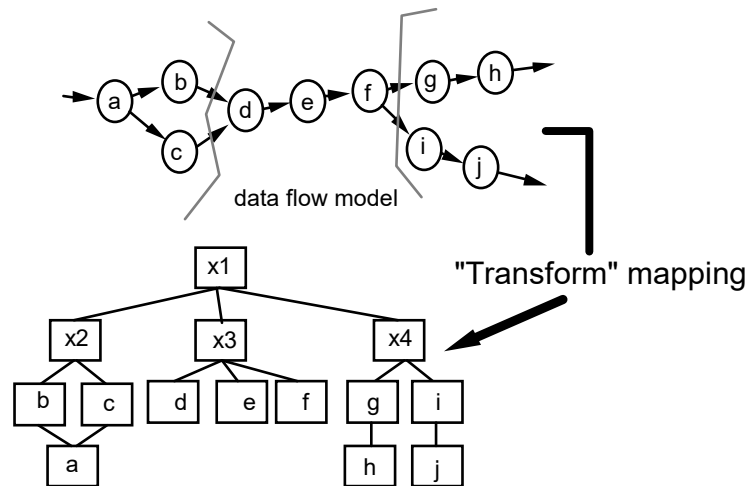 a b c d e f g h i j
data flow model
"Transform" mapping
x1
x2 x3 x4
b c d e f g i
a h j